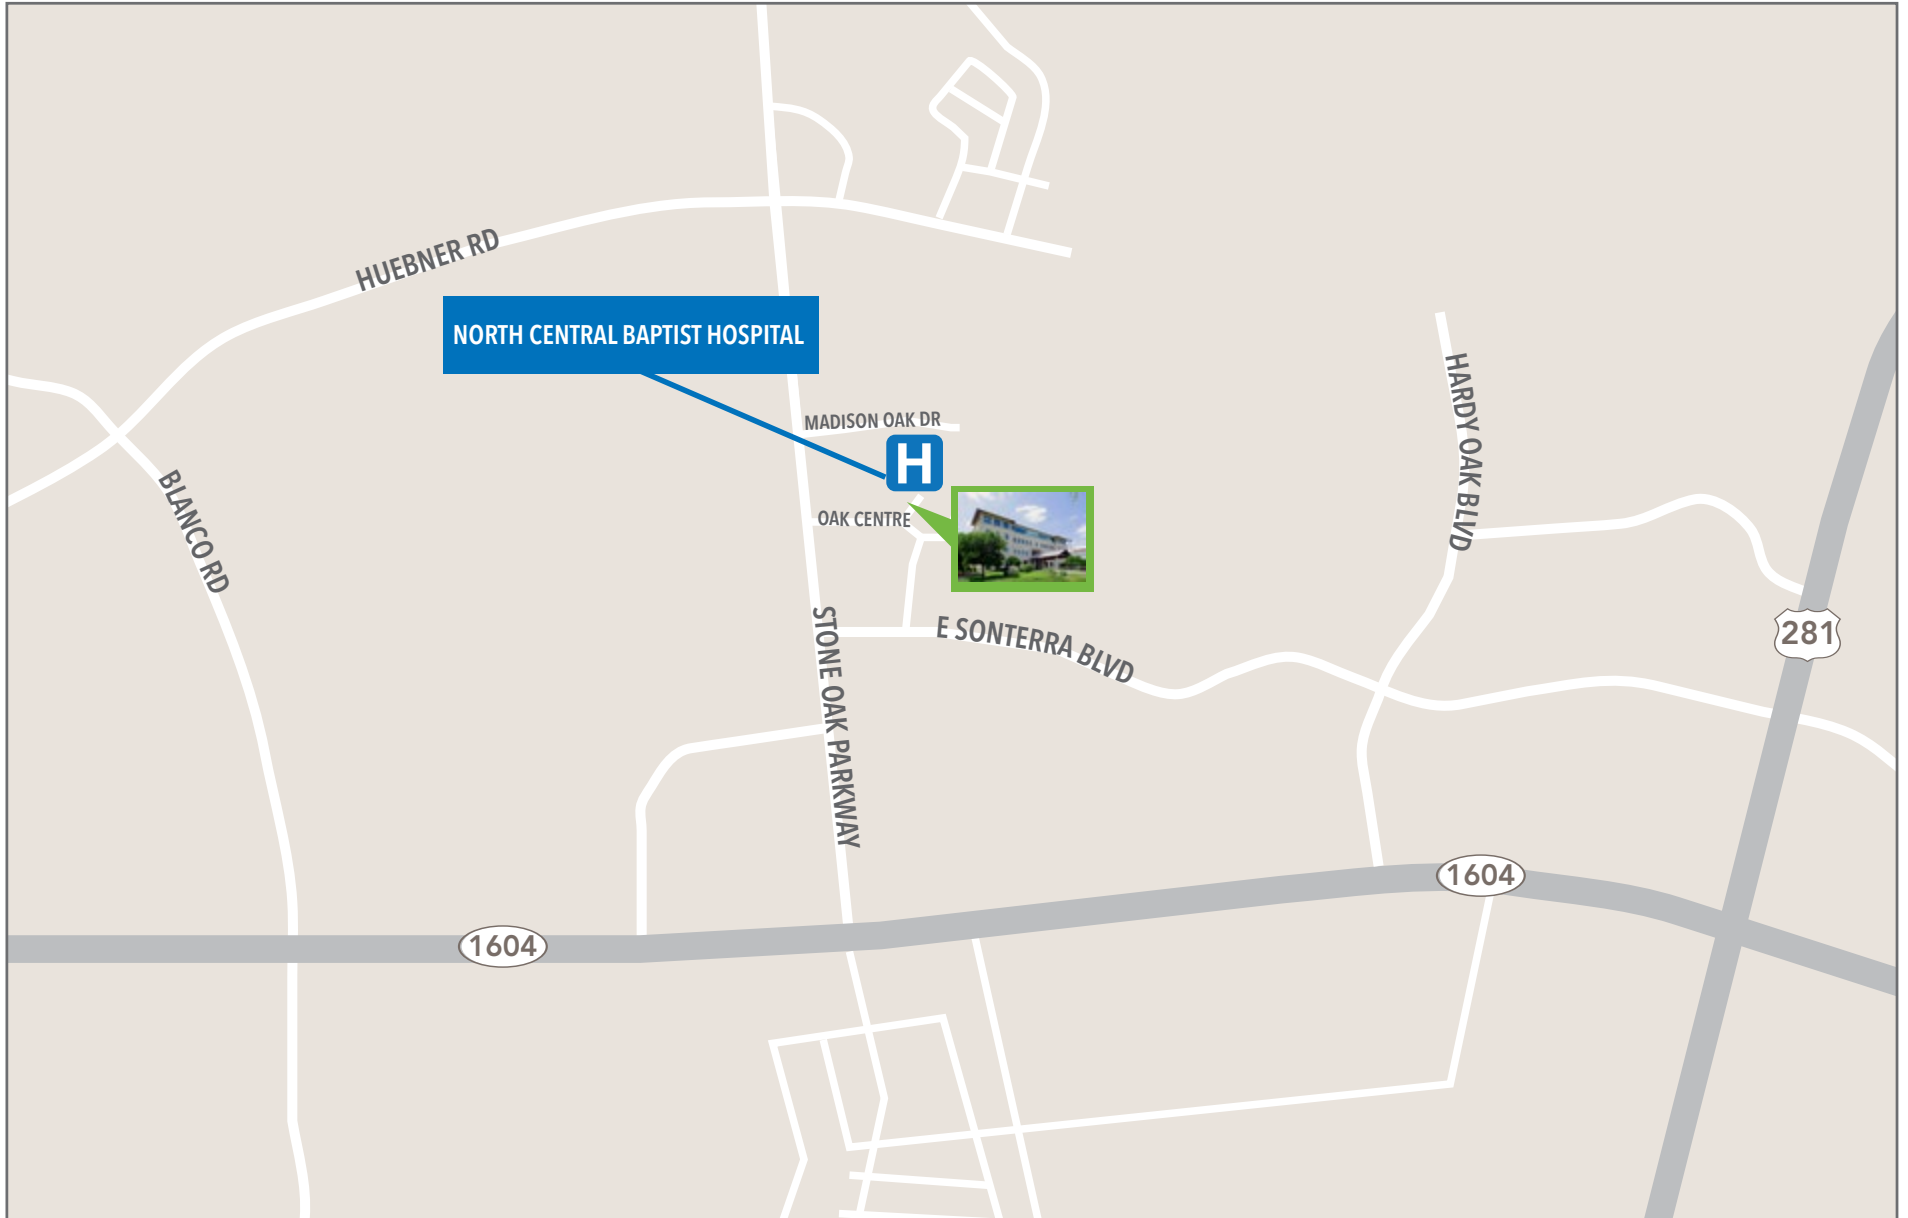 HUEBNER RD
NORTH CENTRAL BAPTIST HOSPITAL
HARDY OAK BLVD
MADISON OAK DR
H
BLANCO RD
OAK CENTRE
STONE OAK PARKWAY
E SONTERRA BLVD
281
1604
1604